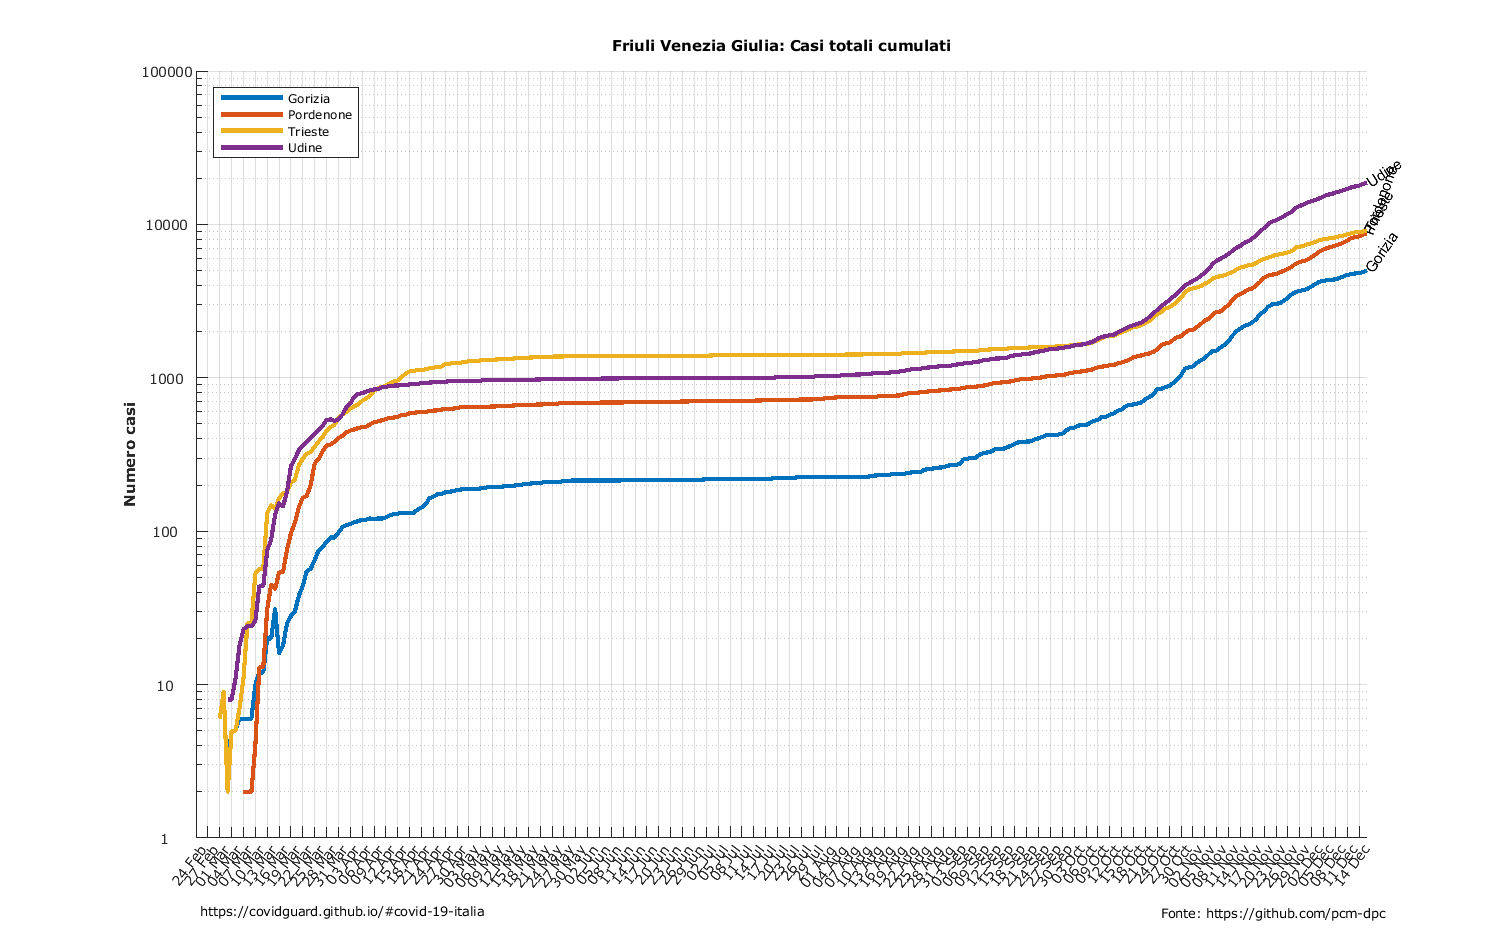 Friuli Venezia Giulia: Casi totali cumulati
100000
10000
1000
100
10
1
Numero casi
Gorizia
Pordenone
Trieste
Udine
Udine
Pordenone
Trieste
Gorizia
24 Feb
27 Feb
01 Mar
04 Mar
07 Mar
10 Mar
13 Mar
16 Mar
19 Mar
22 Mar
25 Mar
28 Mar
31 Mar
03 Apr
06 Apr
09 Apr
12 Apr
15 Apr
18 Apr
21 Apr
24 Apr
27 Apr
30 Apr
03 May
06 May
09 May
12 May
15 May
18 May
21 May
24 May
27 May
30 May
02 Jun
05 Jun
08 Jun
11 Jun
14 Jun
17 Jun
20 Jun
23 Jun
26 Jun
29 Jun
02 Jul
05 Jul
08 Jul
11 Jul
14 Jul
17 Jul
20 Jul
23 Jul
26 Jul
29 Jul
01 Aug
04 Aug
07 Aug
10 Aug
13 Aug
16 Aug
19 Aug
22 Aug
25 Aug
28 Aug
31 Aug
03 Sep
06 Sep
09 Sep
12 Sep
15 Sep
18 Sep
21 Sep
24 Sep
27 Sep
30 Sep
03 Oct
06 Oct
09 Oct
12 Oct
15 Oct
18 Oct
21 Oct
24 Oct
27 Oct
30 Oct
02 Nov
05 Nov
08 Nov
11 Nov
14 Nov
17 Nov
20 Nov
23 Nov
26 Nov
29 Nov
02 Dec
05 Dec
08 Dec
11 Dec
14 Dec
https://covidguard.github.io/#covid-19-italia
Fonte: https://github.com/pcm-dpc